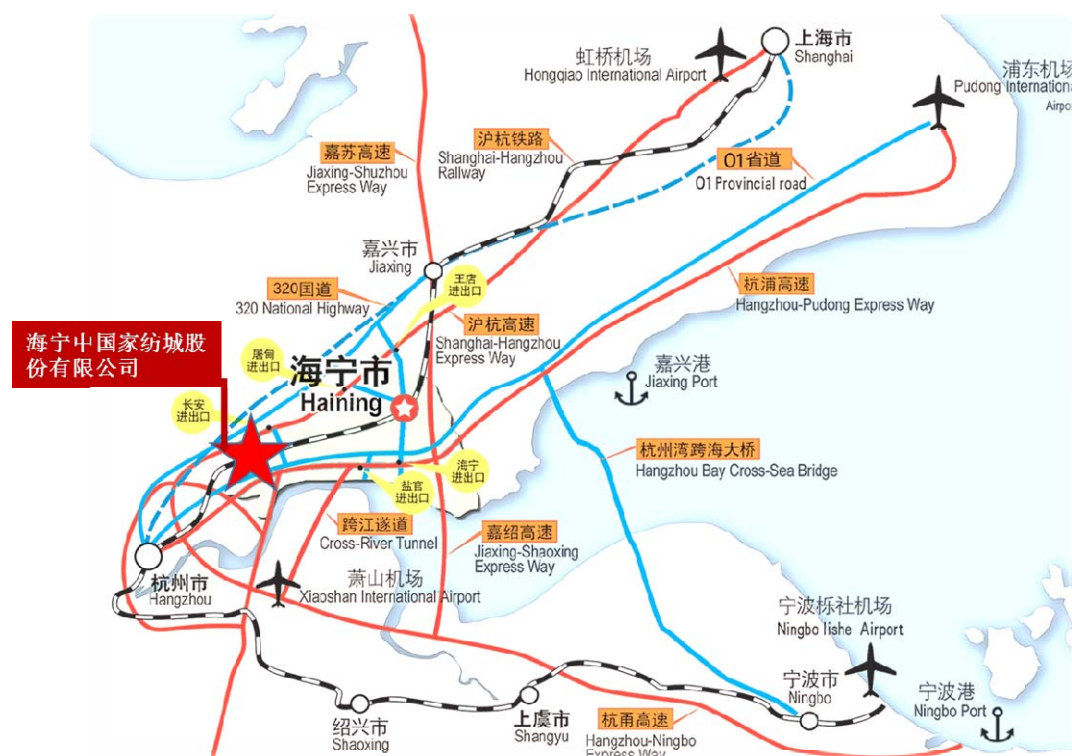 上海市
Shanghai
虹桥机场
Hongqiao International Airport
浦东机场
Pudong International
Airport
嘉苏高速
Jiaxing-Shuzhou
Express Way
沪杭铁路
Shanghai-Hangzhou
Rallway
O1省道
O1 Provincial road
嘉兴市
Jiaxing
王店
进出口
320国道
320 National Highway
杭浦高速
Hangzhou-Pudong Express Way
沪杭高速
Shanghai-Hangzhou
Express Way
海宁中国家纺城股
份有限公司
屠甸
进出口
海宁市
Haining
嘉兴港
Jiaxing Port
长安
进出口
杭州湾跨海大桥
Hangzhou Bay Cross-Sea Bridge
海宁
进出口
盐官
进出口
跨江遂道
Cross-River Tunnel
嘉绍高速
Jiaxing-Shaoxing
Express Way
杭州市
Hangzhou
萧山机场
Xiaoshan International Airport
宁波栎社机场
Ningbo lishe Airport
宁波市
Ningbo
宁波港
Ningbo Port
绍兴市
Shaoxing
上虞市
Shangyu
杭甬高速
Hangzhou-Ningbo
Express Way